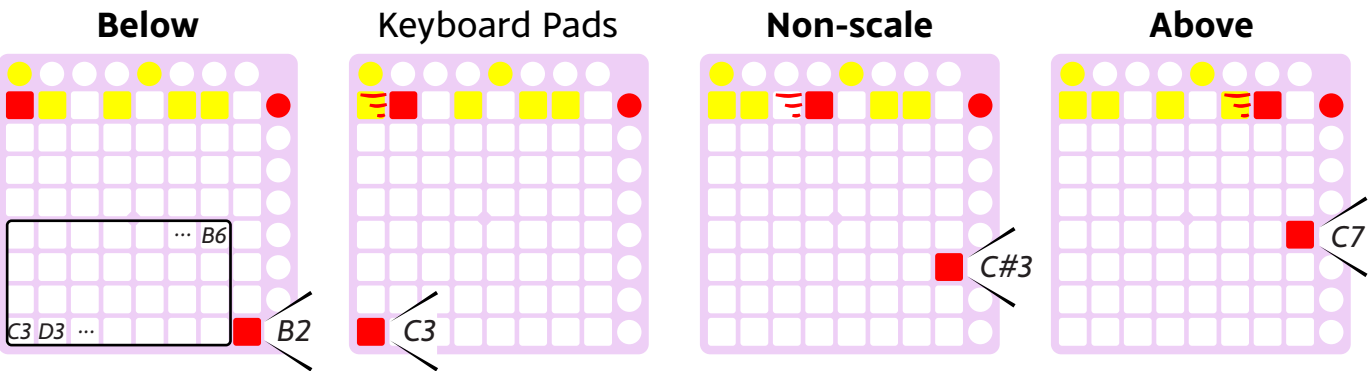 Below
Keyboard Pads
Non-scale
Above
... B6
C3 D3 ...
B2
C3
C#3
C7